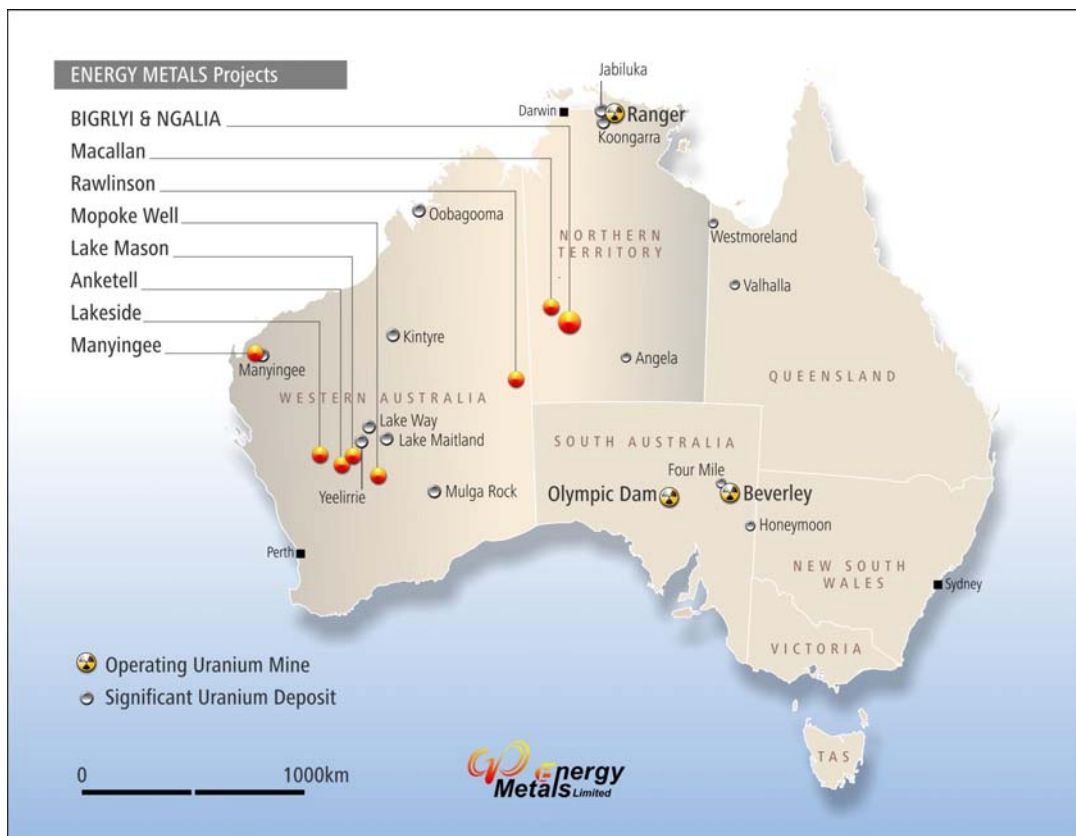 ENERGY METALS Projects
BIGRLYI & NGALIA
Macallan
Rawlinson
Mopoke Well
Lake Mason
Anketell
Lakeside
Manyingee
Jabiluka
Darwin
Ranger
Koongarra
Oobagooma
NORTHERN
TERRITORY
Westmoreland
Valhalla
Kintyre
Manyingee
Angela
QUEENSLAND
WESTERN AUSTRALIA
Lake Way
Lake Maitland
SOUTH AUSTRALIA
Four Mile
Yeelirrie
Mulga Rock
Olympic Dam
Beverley
Honeymoon
Perth
NEW SOUTH
WALES
Sydney
VICTORIA
TAS
Operating Uranium Mine
Significant Uranium Deposit
0 1000km
Energy
Metals Limited